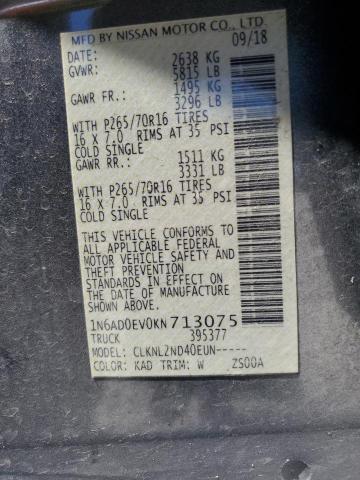 MFD BY NISSAN MOTOR CO., LTD.
09/18
2638 KG
GVWR: 5815 LB
1495 KG
GAWR FR.: 3296 LB
WITH P265/70R16 TIRES
16 X 7.0 RIMS AT 35 PSI
COLD SINGLE
1511 KG
GAWR RR.: 3331 LB
WITH P265/70R16 TIRES
16 X 7.0 RIMS AT 35 PSI
COLD SINGLE
THIS VEHICLE CONFORMS TO
ALL APPLICABLE FEDERAL
MOTOR VEHICLE SAFETY AND
THEFT PREVENTION
STANDARDS IN EFFECT ON
THE DATE OF MANUFACTURE
SHOWN ABOVE.
1N6AD0EV0KN713075
TRUCK 395377
MODEL: CLKNL2ND40EUN-----
COLOR: KAD TRIM: W ZS00A